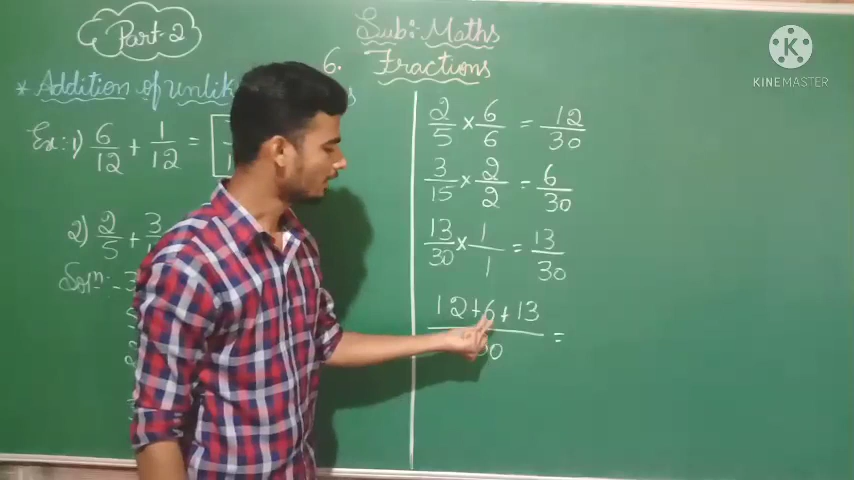 Part-2
Sub:- Maths
6. Fractions
* Addition of unlik s
Ex:1) 6/12 + 1/12 =
2) 2/5 + 3/1
Solⁿ:-
2/5 × 6/6 = 12/30
3/15 × 2/2 = 6/30
13/30 × 1/1 = 13/30
12+6+13/ 0 =
K
KINEMASTER